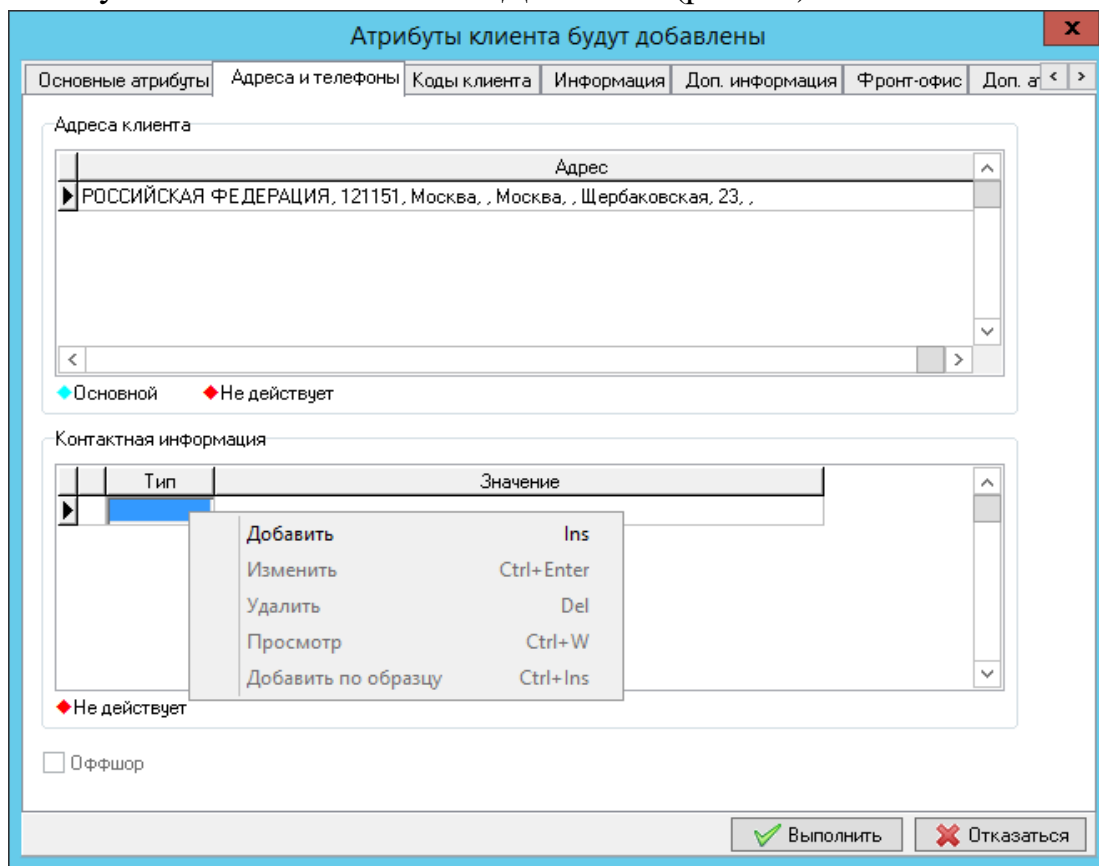 Атрибуты клиента будут добавлены
Основные атрибуты Адреса и телефоны Коды клиента Информация Доп. информация Фронт-офис Доп. а
Адреса клиента
Адрес
РОССИЙСКАЯ ФЕДЕРАЦИЯ, 121151, Москва, , Москва, , Щербаковская, 23, ,
Основной Не действует
Контактная информация
Тип Значение
Добавить Ins
Изменить Ctrl+Enter
Удалить Del
Просмотр Ctrl+W
Добавить по образцу Ctrl+Ins
Не действует
Оффшор
Выполнить Отказаться